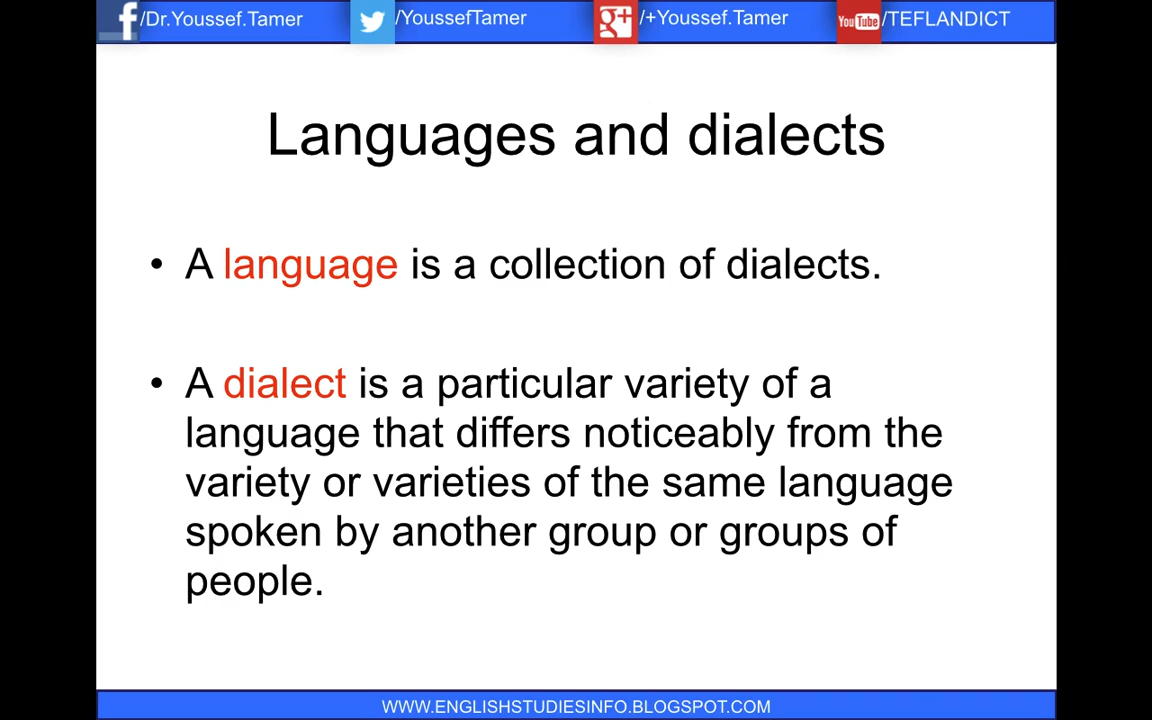 /Dr.Youssef.Tamer /YoussefTamer /+Youssef.Tamer YouTube /TEFLANDICT
Languages and dialects
• A language is a collection of dialects.
• A dialect is a particular variety of a
language that differs noticeably from the
variety or varieties of the same language
spoken by another group or groups of
people.
WWW.ENGLISHSTUDIESINFO.BLOGSPOT.COM